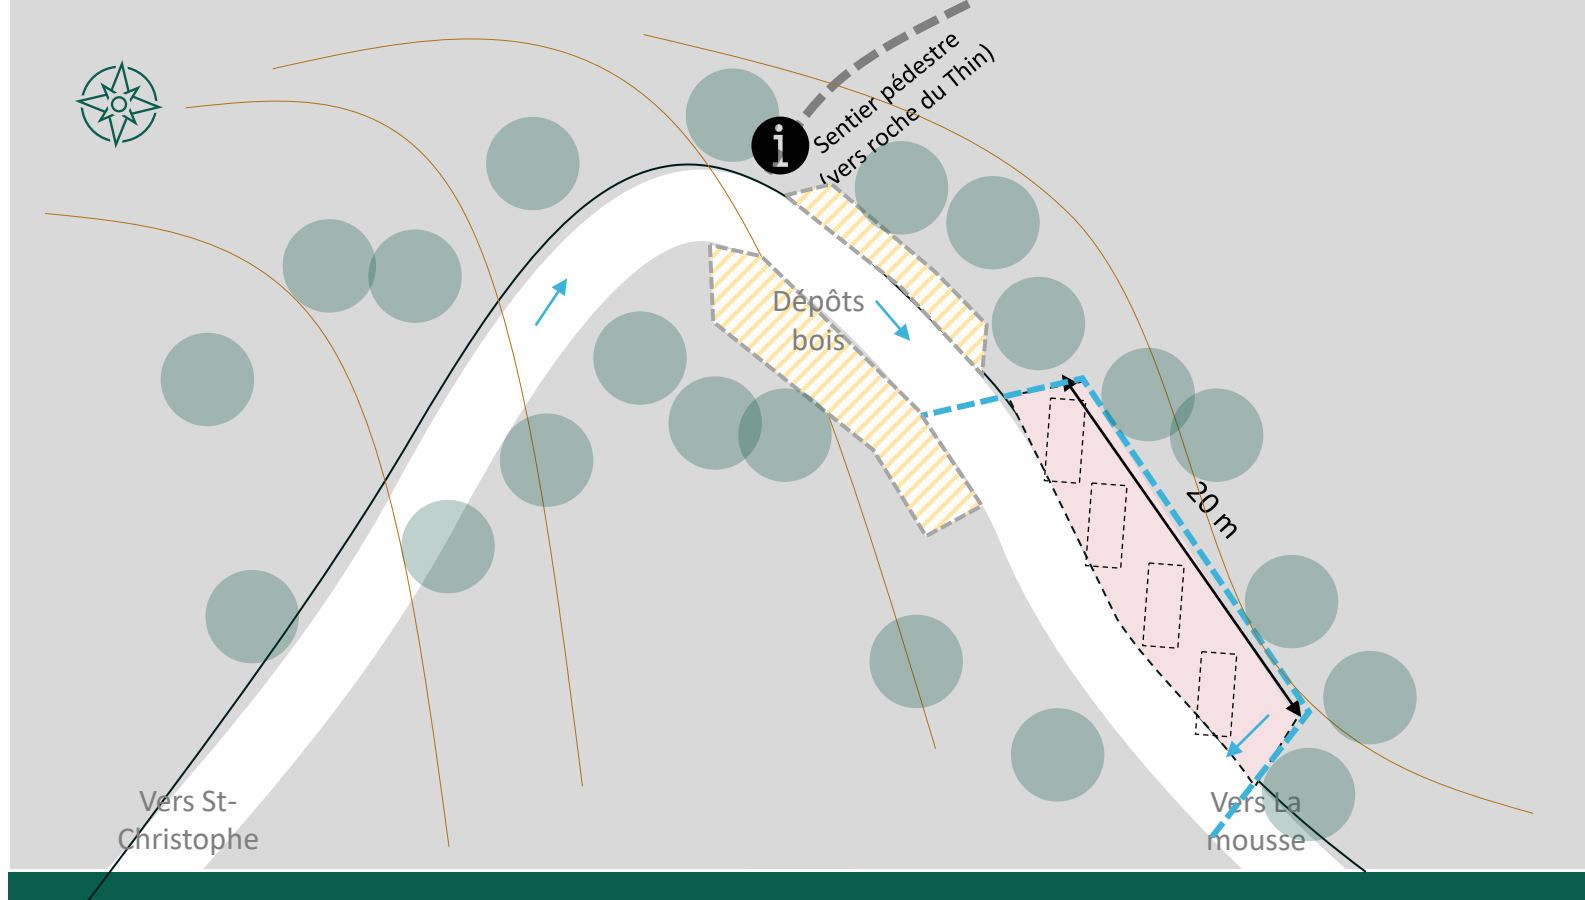 Sentier pédestre
(vers roche du Thin)
i
Dépôts
bois
20 m
Vers St-
Christophe
Vers La
mousse